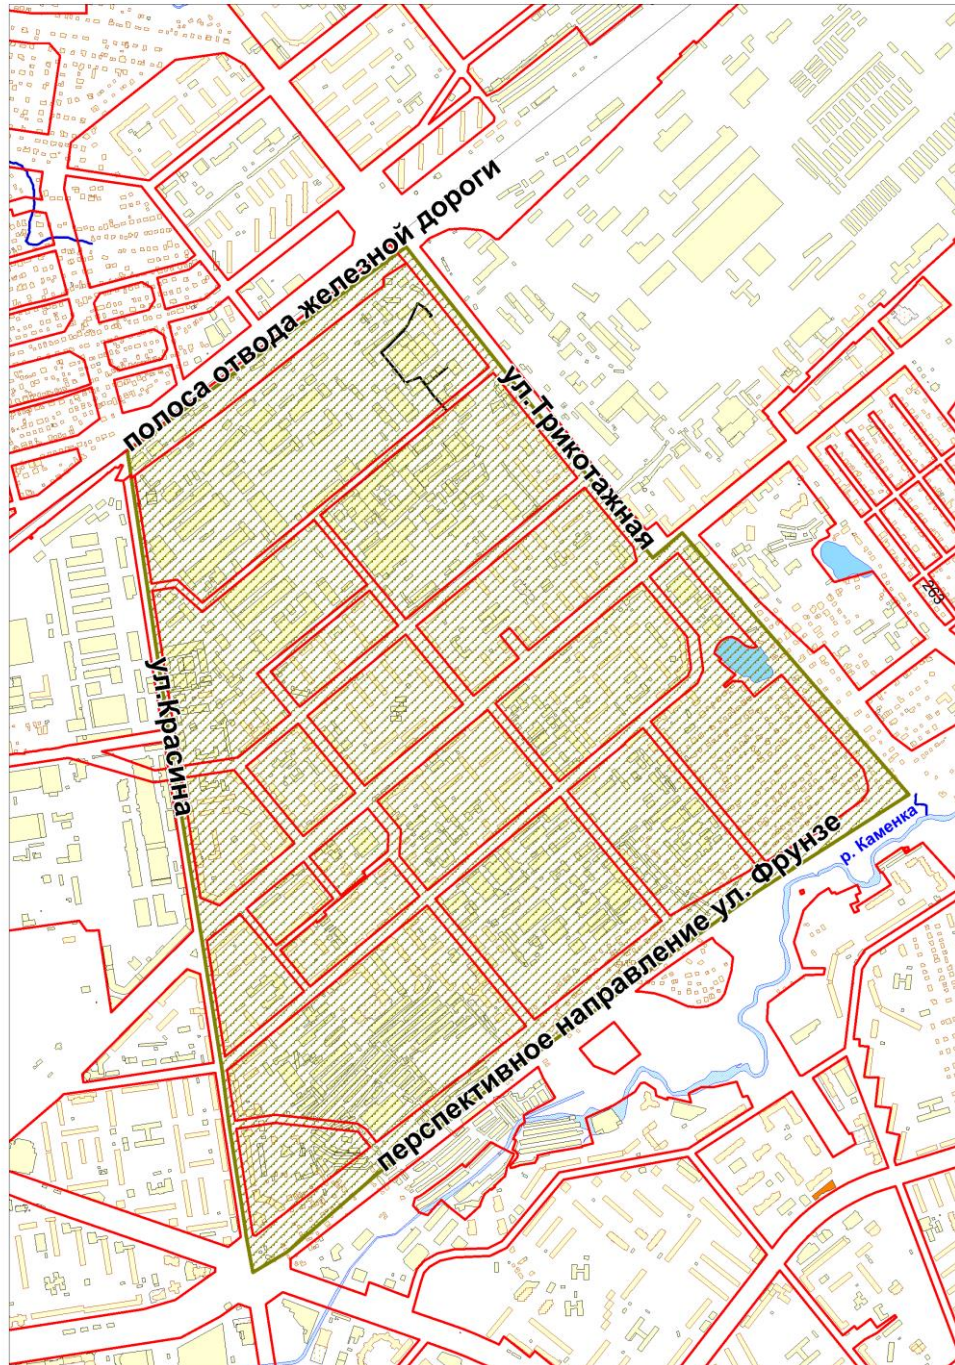 полоса отвода железной дороги
ул.Трикотажная
263
ул.Красина
р. Каменка
перспективное направление ул. Фрунзе